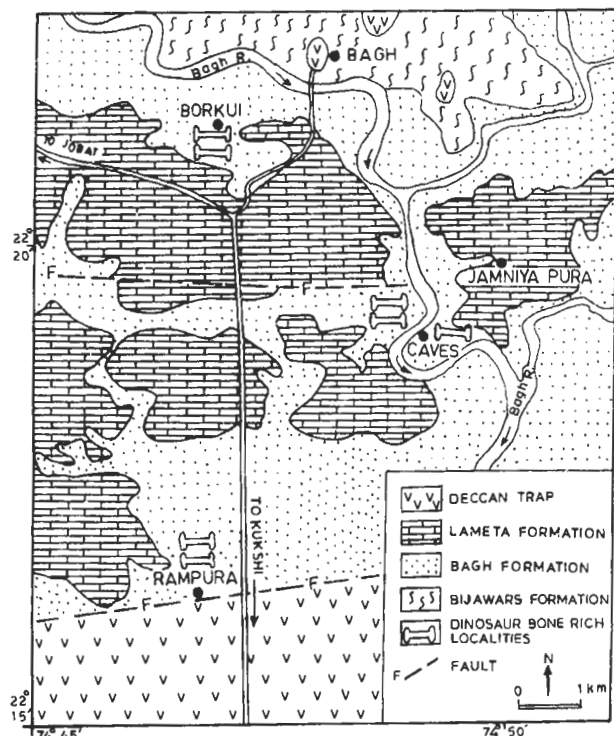 Bagh R.
BAGH
BORKUI
TO JOBAT
22°
20'
F
F
JAMNIYA PURA
CAVES
Bagh R.
TO KUKSHI
RAMPURA
F
F
DECCAN TRAP
LAMETA FORMATION
BAGH FORMATION
BIJAWARS FORMATION
DINOSAUR BONE RICH
LOCALITIES
F FAULT
N
0 1 km
22°
15'
74° 45'
74° 50'